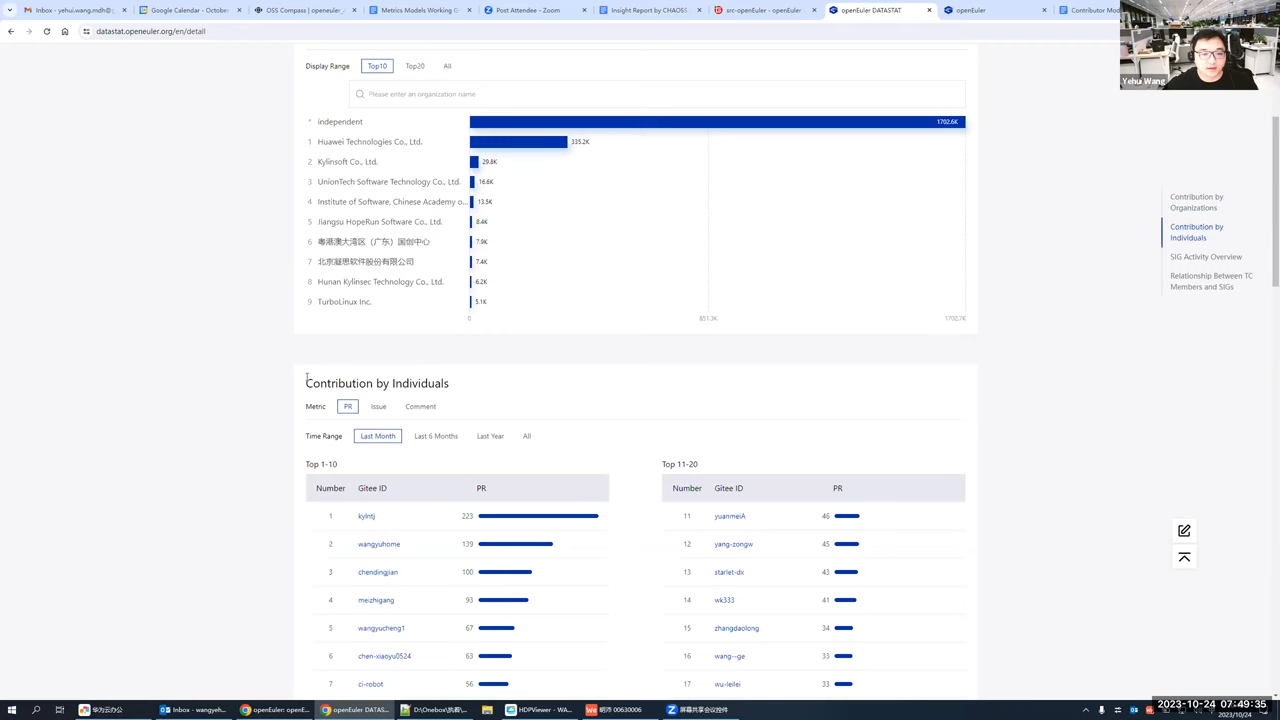 Inbox - yehui.wang.mdh@g
Google Calendar - October
OSS Compass | openeuler_
Metrics Models Working G
Post Attendee - Zoom
Insight Report by CHAOSS
src-openEuler - openEuler
openEuler DATASTAT
openEuler
Contributor Mod
datastat.openeuler.org/en/detail
Yehui Wang
Display Range Top10 Top20 All
Please enter an organization name
* independent 1702.6K
1 Huawei Technologies Co., Ltd. 335.2K
2 Kylinsoft Co., Ltd. 29.8K
3 UnionTech Software Technology Co., Ltd. 16.6K
4 Institute of Software, Chinese Academy o... 13.5K
5 Jiangsu HopeRun Software Co., Ltd. 8.4K
6 粤港澳大湾区（广东）国创中心 7.9K
7 北京凝思软件股份有限公司 7.4K
8 Hunan Kylinsec Technology Co., Ltd. 6.2K
9 TurboLinux Inc. 5.1K
0 851.3K 1702.7K
Contribution by
Organizations
Contribution by
Individuals
SIG Activity Overview
Relationship Between TC
Members and SIGs
Contribution by Individuals
Metric PR Issue Comment
Time Range Last Month Last 6 Months Last Year All
Top 1-10
Number Gitee ID PR
1 kylntj 223
2 wangyuhome 139
3 chendingjian 100
4 meizhigang 93
5 wangyucheng1 67
6 chen-xiaoyu0524 63
7 ci-robot 56
Top 11-20
Number Gitee ID PR
11 yuanmeiA 46
12 yang-zongw 45
13 starlet-dx 43
14 wk333 41
15 zhangdaolong 34
16 wang--ge 33
17 wu-leilei 33
华为云办公
Inbox - wangyeh...
openEuler: openE...
openEuler DATAS...
D:\Onebox\执着\...
HDPViewer - WA...
WeO邮 00630006
屏幕共享会议控件
2023-10-24 07:49:35
2023/10/24